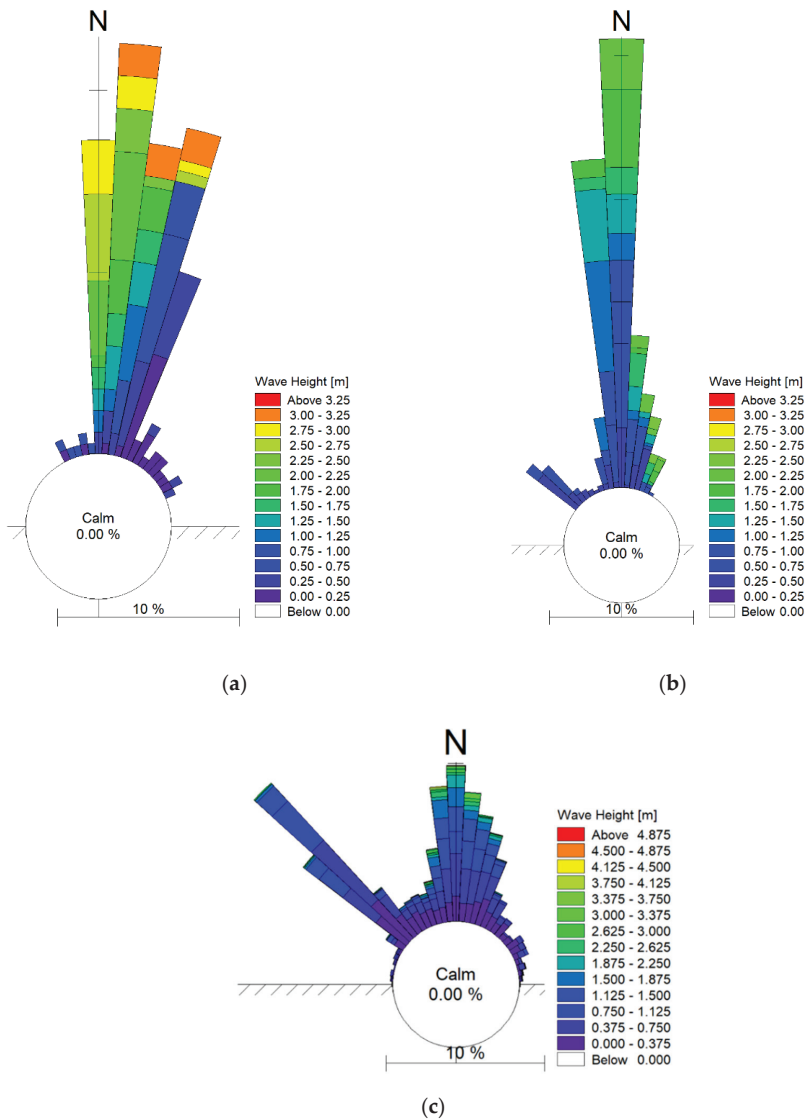 N
Calm
0.00 %
10 %
Wave Height [m]
Above 3.25
3.00 - 3.25
2.75 - 3.00
2.50 - 2.75
2.25 - 2.50
2.00 - 2.25
1.75 - 2.00
1.50 - 1.75
1.25 - 1.50
1.00 - 1.25
0.75 - 1.00
0.50 - 0.75
0.25 - 0.50
0.00 - 0.25
Below 0.00
(a)
N
Calm
0.00 %
10 %
Wave Height [m]
Above 3.25
3.00 - 3.25
2.75 - 3.00
2.50 - 2.75
2.25 - 2.50
2.00 - 2.25
1.75 - 2.00
1.50 - 1.75
1.25 - 1.50
1.00 - 1.25
0.75 - 1.00
0.50 - 0.75
0.25 - 0.50
0.00 - 0.25
Below 0.00
(b)
N
Calm
0.00 %
10 %
Wave Height [m]
Above 4.875
4.500 - 4.875
4.125 - 4.500
3.750 - 4.125
3.375 - 3.750
3.000 - 3.375
2.625 - 3.000
2.250 - 2.625
1.875 - 2.250
1.500 - 1.875
1.125 - 1.500
0.750 - 1.125
0.375 - 0.750
0.000 - 0.375
Below 0.000
(c)